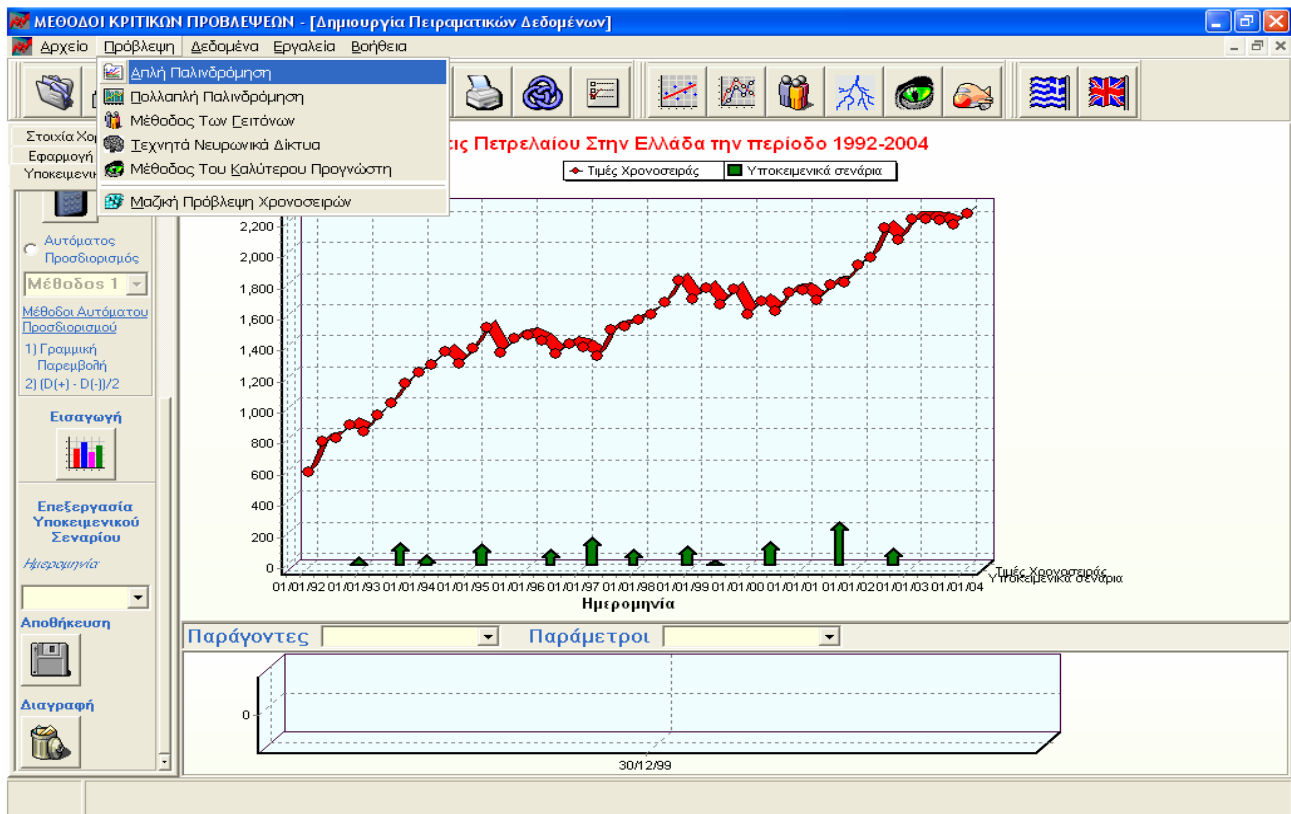 ΜΕΘΟΔΟΙ ΚΡΙΤΙΚΩΝ ΠΡΟΒΛΕΨΕΩΝ - [Δημιουργία Πειραματικών Δεδομένων]
Αρχείο Πρόβλεψη Δεδομένα Εργαλεία Βοήθεια
Απλή Παλινδρόμηση
Πολλαπλή Παλινδρόμηση
Μέθοδος Των Γειτόνων
Τεχνητά Νευρωνικά Δίκτυα
Μέθοδος Του Καλύτερου Προγνώστη
Μαζική Πρόβλεψη Χρονοσειρών
Στοιχία
Εφαρμογή
Αυτόματος
Προσδιορισμός
Μέθοδος 1
Μέθοδοι Αυτόματου
Προσδιορισμού
1) Γραμμική
Παρεμβολή
2) (D(+) - D(-))/2
Εισαγωγή
Επεξεργασία
Υποκειμενικού
Σεναρίου
Ημερομηνία
Αποθήκευση
Διαγραφή
Πετρελαίου Στην Ελλάδα την περίοδο 1992-2004
Τιμές Χρονοσειράς Υποκειμενικά σενάρια
2,200
2,000
1,800
1,600
1,400
1,200
1,000
800
600
400
200
0
01/01/92 01/01/93 01/01/94 01/01/95 01/01/96 01/01/97 01/01/98 01/01/99 01/01/00 01/01/01 01/01/02 01/01/03 01/01/04
Τιμές Χρονοσειράς
Υποκειμενικά σενάρια
Ημερομηνία
Παράγοντες Παράμετροι
0
30/12/99